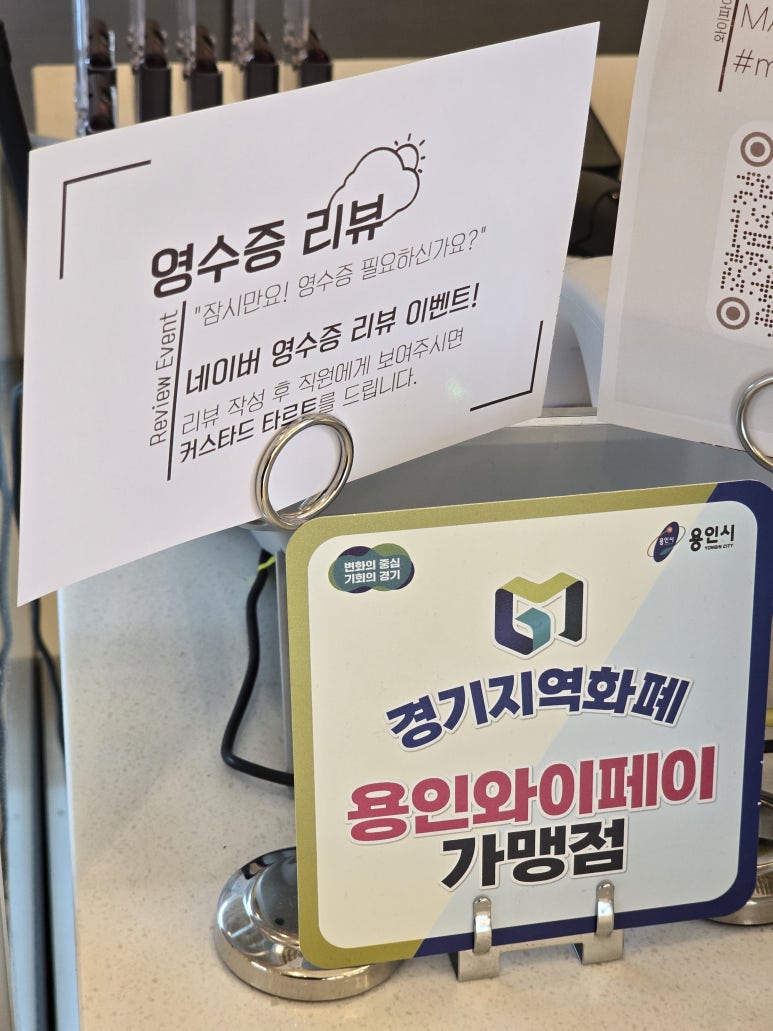 영수증 리뷰
"잠시만요! 영수증 필요하신가요?"
Review Event
네이버 영수증 리뷰 이벤트!
리뷰 작성 후 직원에게 보여주시면
커스타드 타르트를 드립니다.
변화의 중심
기회의 경기
용인시
용인시
YONGIN CITY
경기지역화폐
용인와이페이
가맹점